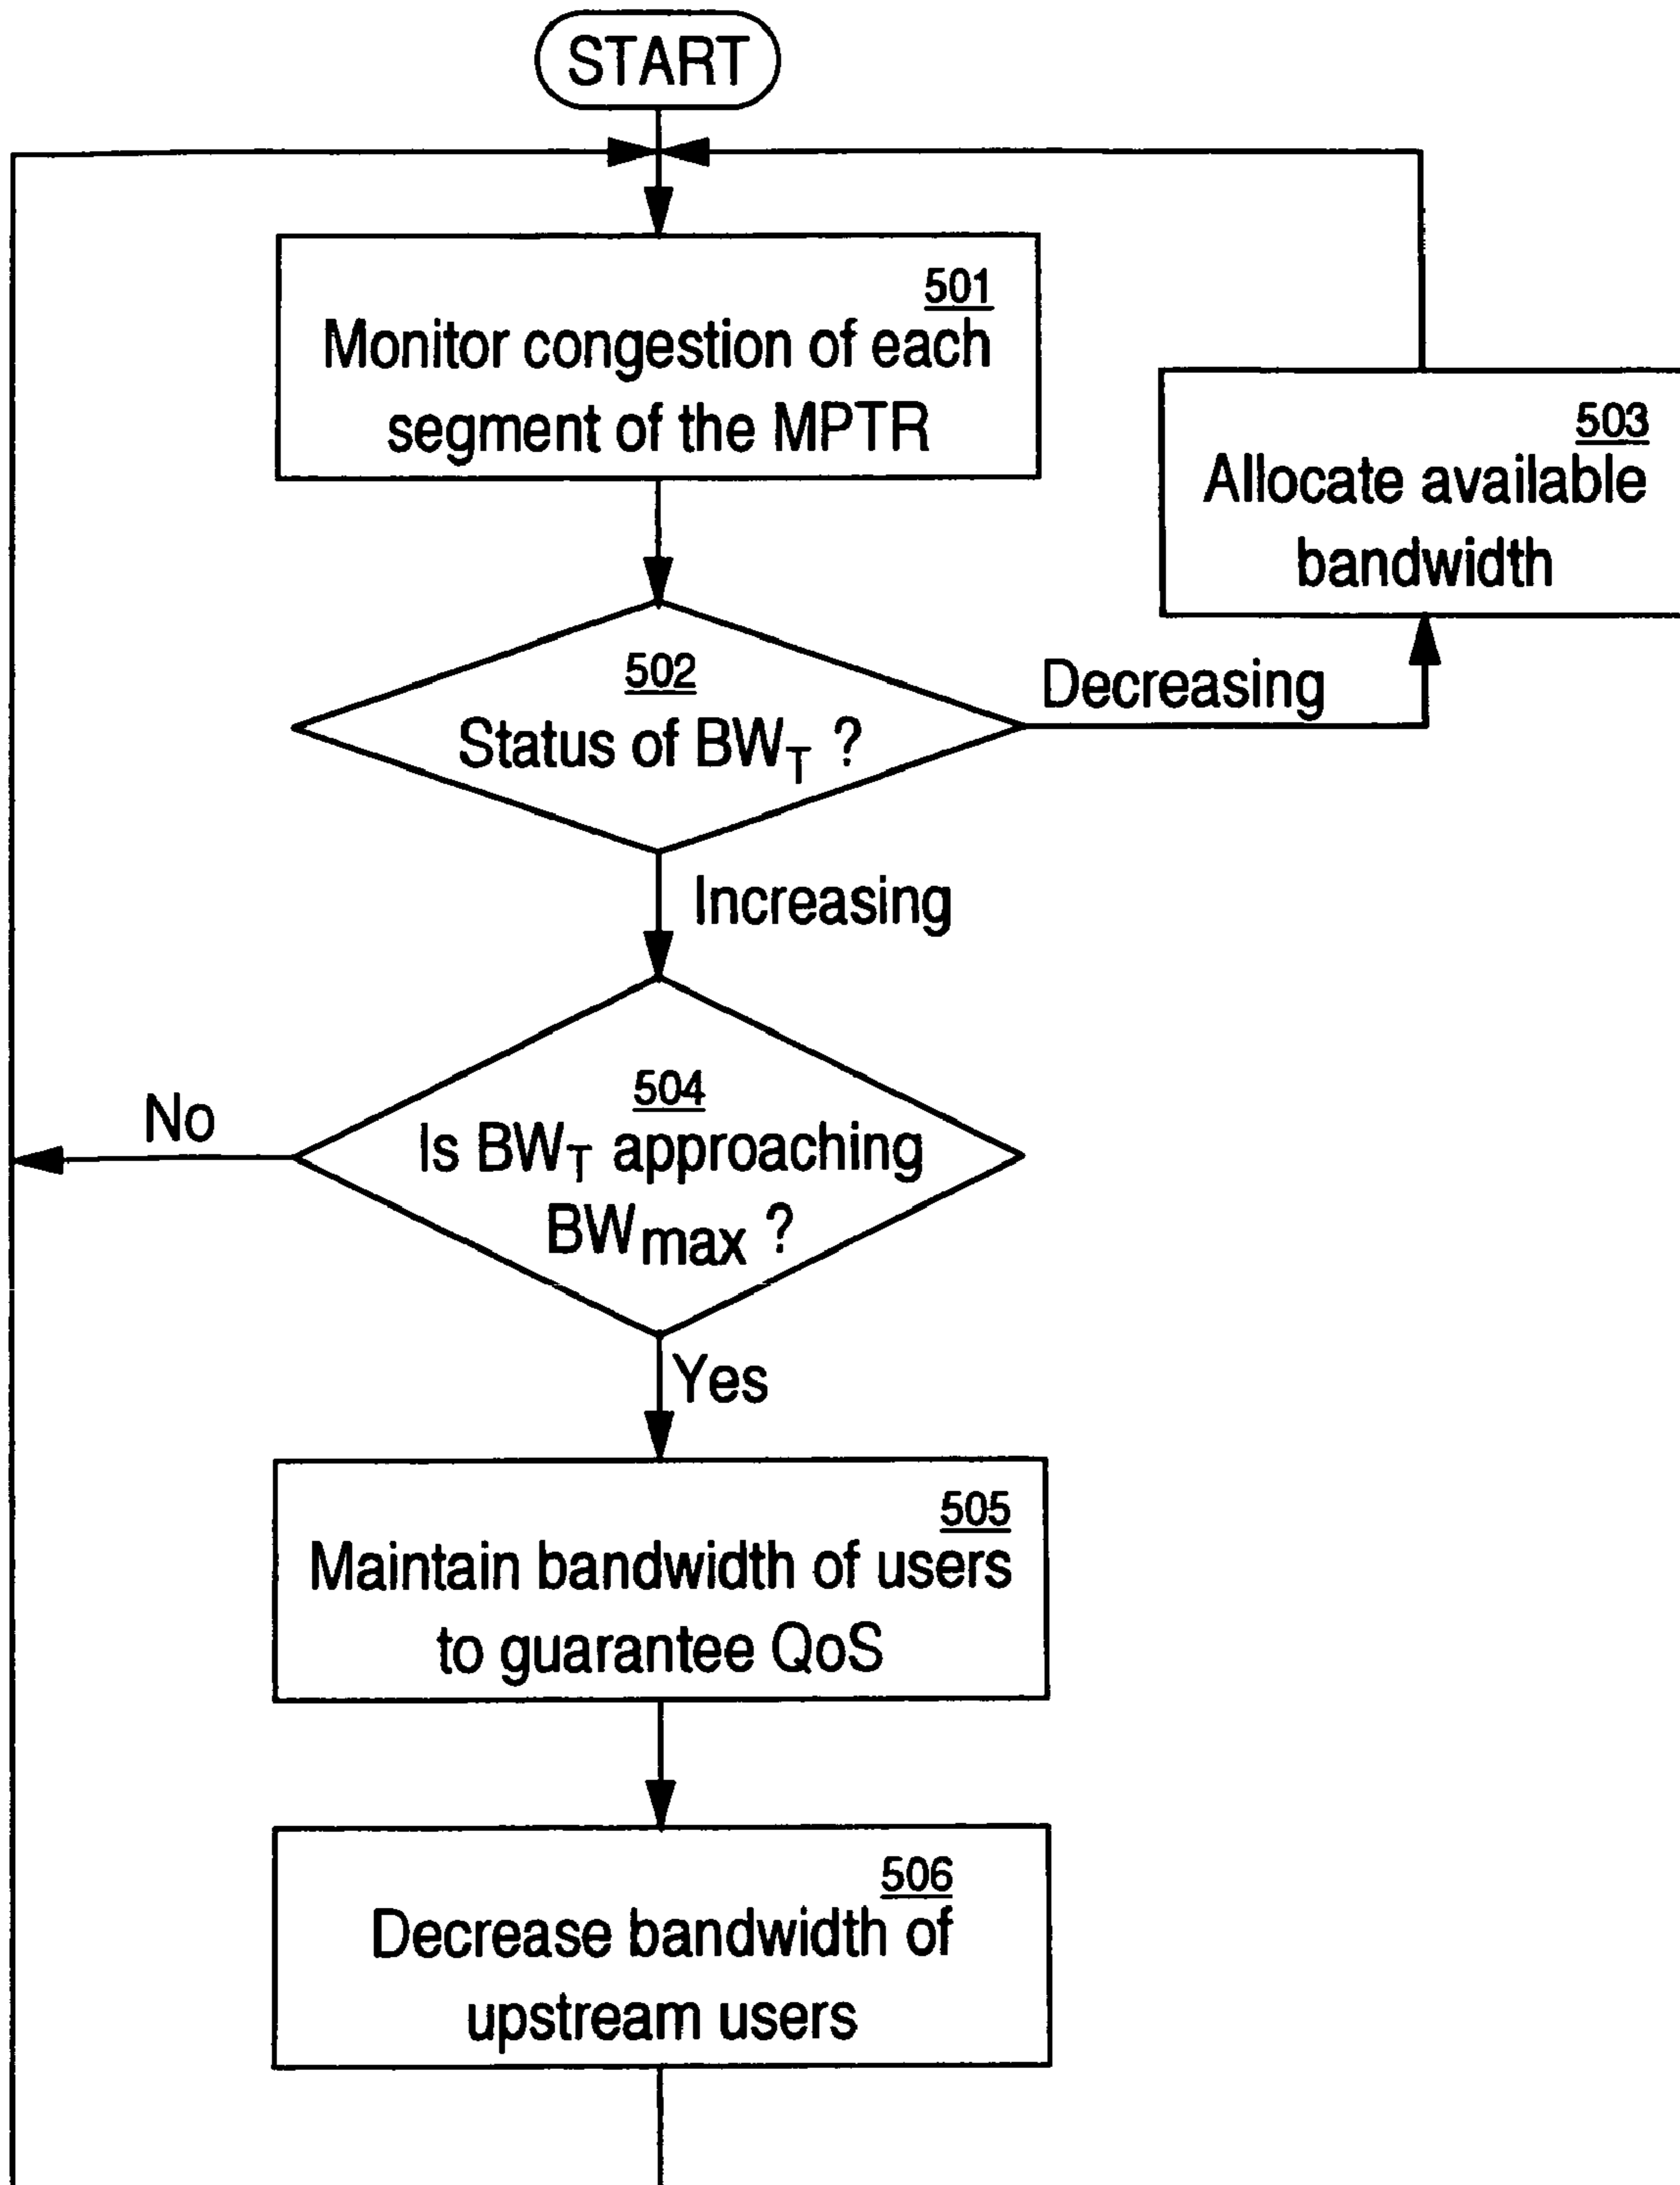 START
501
Monitor congestion of each
segment of the MPTR
503
Allocate available
bandwidth
502
Status of BWT ?
Decreasing
Increasing
504
Is BWT approaching
BWmax ?
No
Yes
505
Maintain bandwidth of users
to guarantee QoS
506
Decrease bandwidth of
upstream users